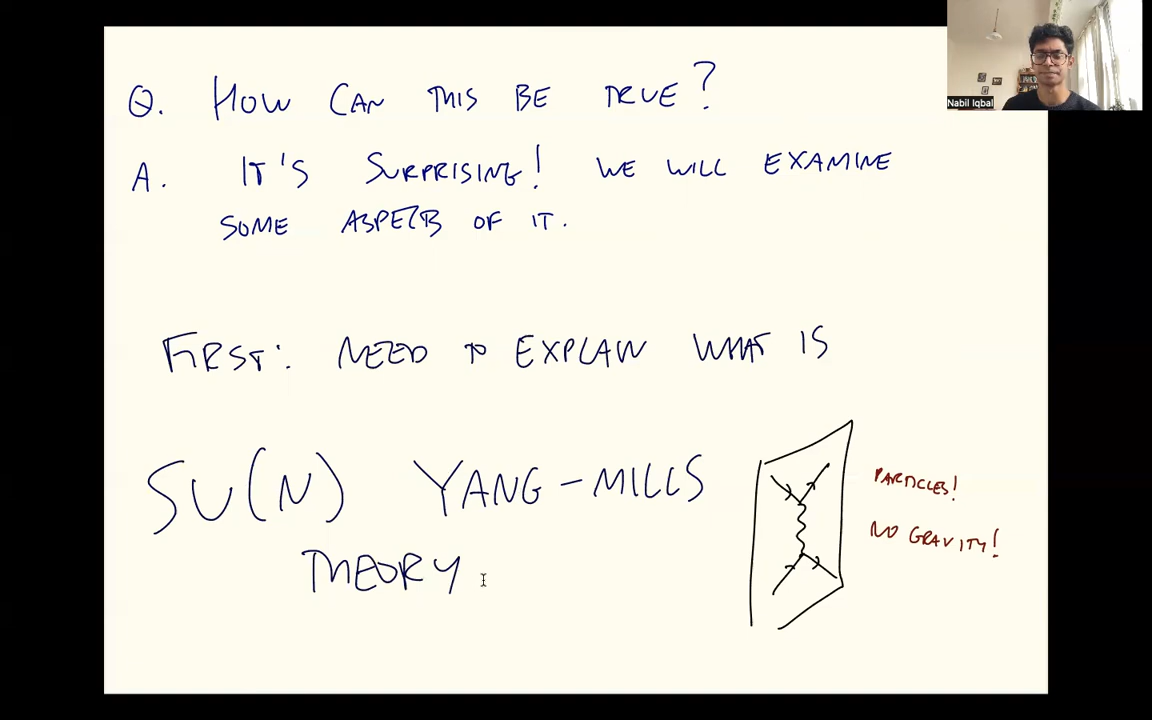 Q. HOW CAN THIS BE TRUE?
A. IT'S SURPRISING! WE WILL EXAMINE
SOME ASPECTS OF IT.
FIRST: NEED TO EXPLAIN WHAT IS
SU(N) YANG-MILLS
THEORY
PARTICLES!
NO GRAVITY!
Nabil Iqbal